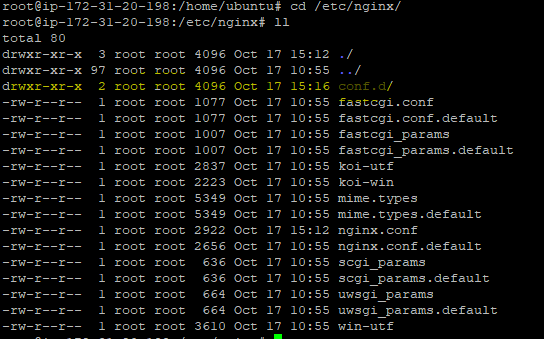 root@ip-172-31-20-198:/home/ubuntu# cd /etc/nginx/
root@ip-172-31-20-198:/etc/nginx# ll
total 80
drwxr-xr-x  3 root root 4096 Oct 17 15:12 ./
drwxr-xr-x 97 root root 4096 Oct 17 10:55 ../
drwxr-xr-x  2 root root 4096 Oct 17 15:16 conf.d/
-rw-r--r--  1 root root 1077 Oct 17 10:55 fastcgi.conf
-rw-r--r--  1 root root 1077 Oct 17 10:55 fastcgi.conf.default
-rw-r--r--  1 root root 1007 Oct 17 10:55 fastcgi_params
-rw-r--r--  1 root root 1007 Oct 17 10:55 fastcgi_params.default
-rw-r--r--  1 root root 2837 Oct 17 10:55 koi-utf
-rw-r--r--  1 root root 2223 Oct 17 10:55 koi-win
-rw-r--r--  1 root root 5349 Oct 17 10:55 mime.types
-rw-r--r--  1 root root 5349 Oct 17 10:55 mime.types.default
-rw-r--r--  1 root root 2922 Oct 17 15:12 nginx.conf
-rw-r--r--  1 root root 2656 Oct 17 10:55 nginx.conf.default
-rw-r--r--  1 root root  636 Oct 17 10:55 scgi_params
-rw-r--r--  1 root root  636 Oct 17 10:55 scgi_params.default
-rw-r--r--  1 root root  664 Oct 17 10:55 uwsgi_params
-rw-r--r--  1 root root  664 Oct 17 10:55 uwsgi_params.default
-rw-r--r--  1 root root 3610 Oct 17 10:55 win-utf